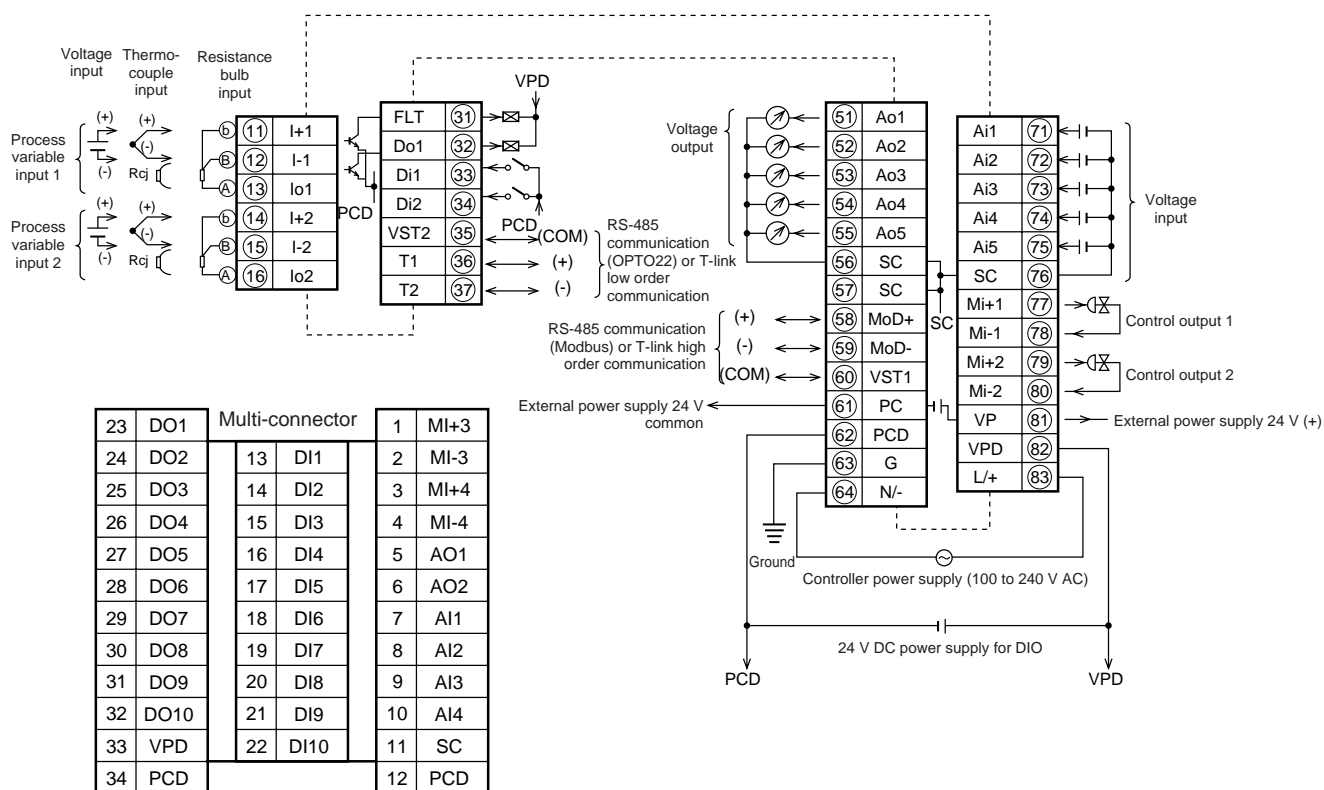 Voltage input
Thermo-couple input
Resistance bulb input
Process variable input 1
(+)
(-)
(+)
(-)
Rcj
b
B
A
Process variable input 2
(+)
(-)
(+)
(-)
Rcj
b
B
A
11 I+1
12 I-1
13 Io1
14 I+2
15 I-2
16 Io2
PCD
FLT 31
Do1 32
Di1 33
Di2 34
VST2 35
T1 36
T2 37
VPD
PCD
(COM)
(+)
(-)
RS-485
communication
(OPTO22) or T-link
low order
communication
Voltage
output
51 Ao1
52 Ao2
53 Ao3
54 Ao4
55 Ao5
56 SC
57 SC
58 MoD+
59 MoD-
60 VST1
61 PC
62 PCD
63 G
64 N/-
SC
RS-485 communication
(Modbus) or T-link high
order communication
(+)
(-)
(COM)
External power supply 24 V
common
Ai1 71
Ai2 72
Ai3 73
Ai4 74
Ai5 75
SC 76
Mi+1 77
Mi-1 78
Mi+2 79
Mi-2 80
VP 81
VPD 82
L/+ 83
Voltage
input
Control output 1
Control output 2
External power supply 24 V (+)
Ground
Controller power supply (100 to 240 V AC)
24 V DC power supply for DIO
PCD
VPD
Multi-connector
23 DO1
24 DO2
25 DO3
26 DO4
27 DO5
28 DO6
29 DO7
30 DO8
31 DO9
32 DO10
33 VPD
34 PCD
13 DI1
14 DI2
15 DI3
16 DI4
17 DI5
18 DI6
19 DI7
20 DI8
21 DI9
22 DI10
1 MI+3
2 MI-3
3 MI+4
4 MI-4
5 AO1
6 AO2
7 AI1
8 AI2
9 AI3
10 AI4
11 SC
12 PCD